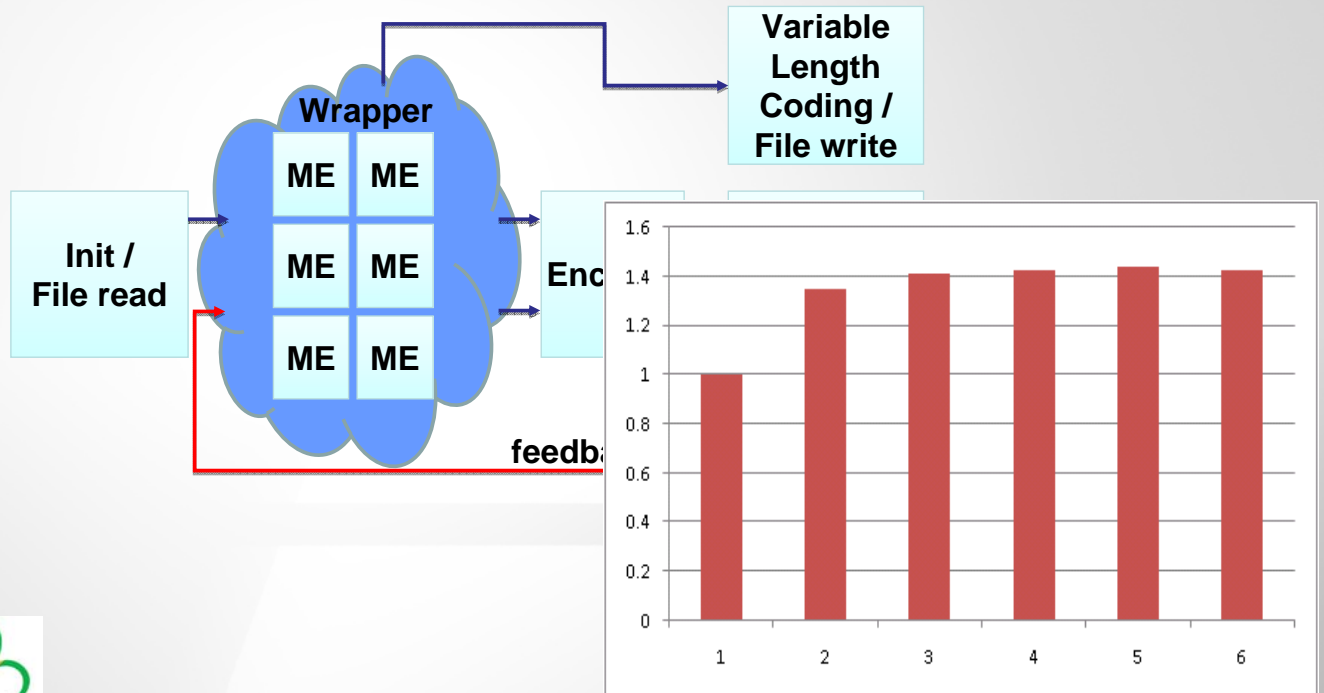 Variable
Length
Coding /
File write
Wrapper
ME ME
ME ME
ME ME
Init /
File read
Enc
feedba
1.6
1.4
1.2
1
0.8
0.6
0.4
0.2
0
1 2 3 4 5 6